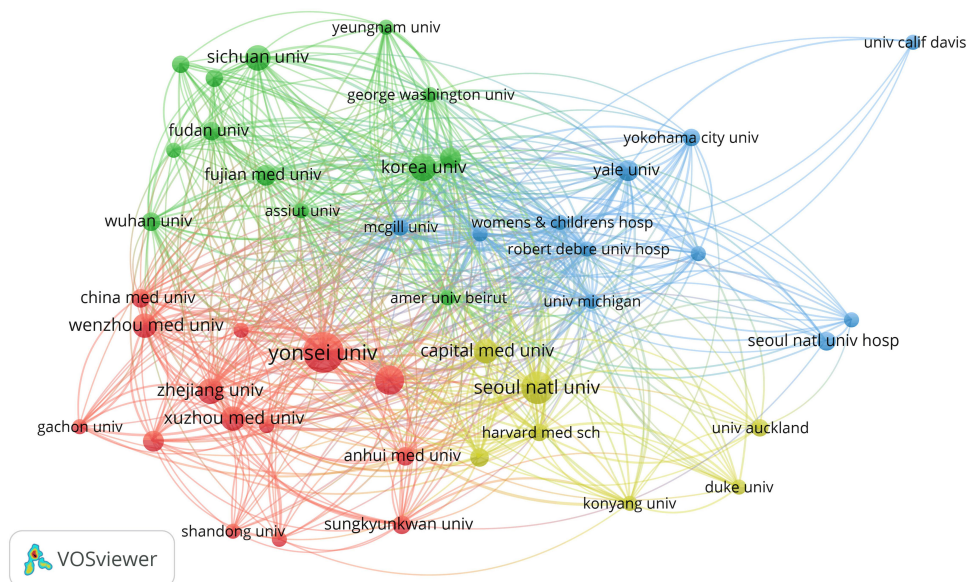 yeungnam univ
univ calif davis
sichuan univ
george washington univ
fudan univ
yokohama city univ
korea univ
yale univ
fujian med univ
assiut univ
wuhan univ
mcgill univ
womens & childrens hosp
robert debre univ hosp
china med univ
amer univ beirut
univ michigan
wenzhou med univ
seoul natl univ hosp
yonsei univ
capital med univ
zhejiang univ
seoul natl univ
xuzhou med univ
gachon univ
harvard med sch
univ auckland
anhui med univ
duke univ
konyang univ
shandong univ
sungkyunkwan univ
VOSviewer